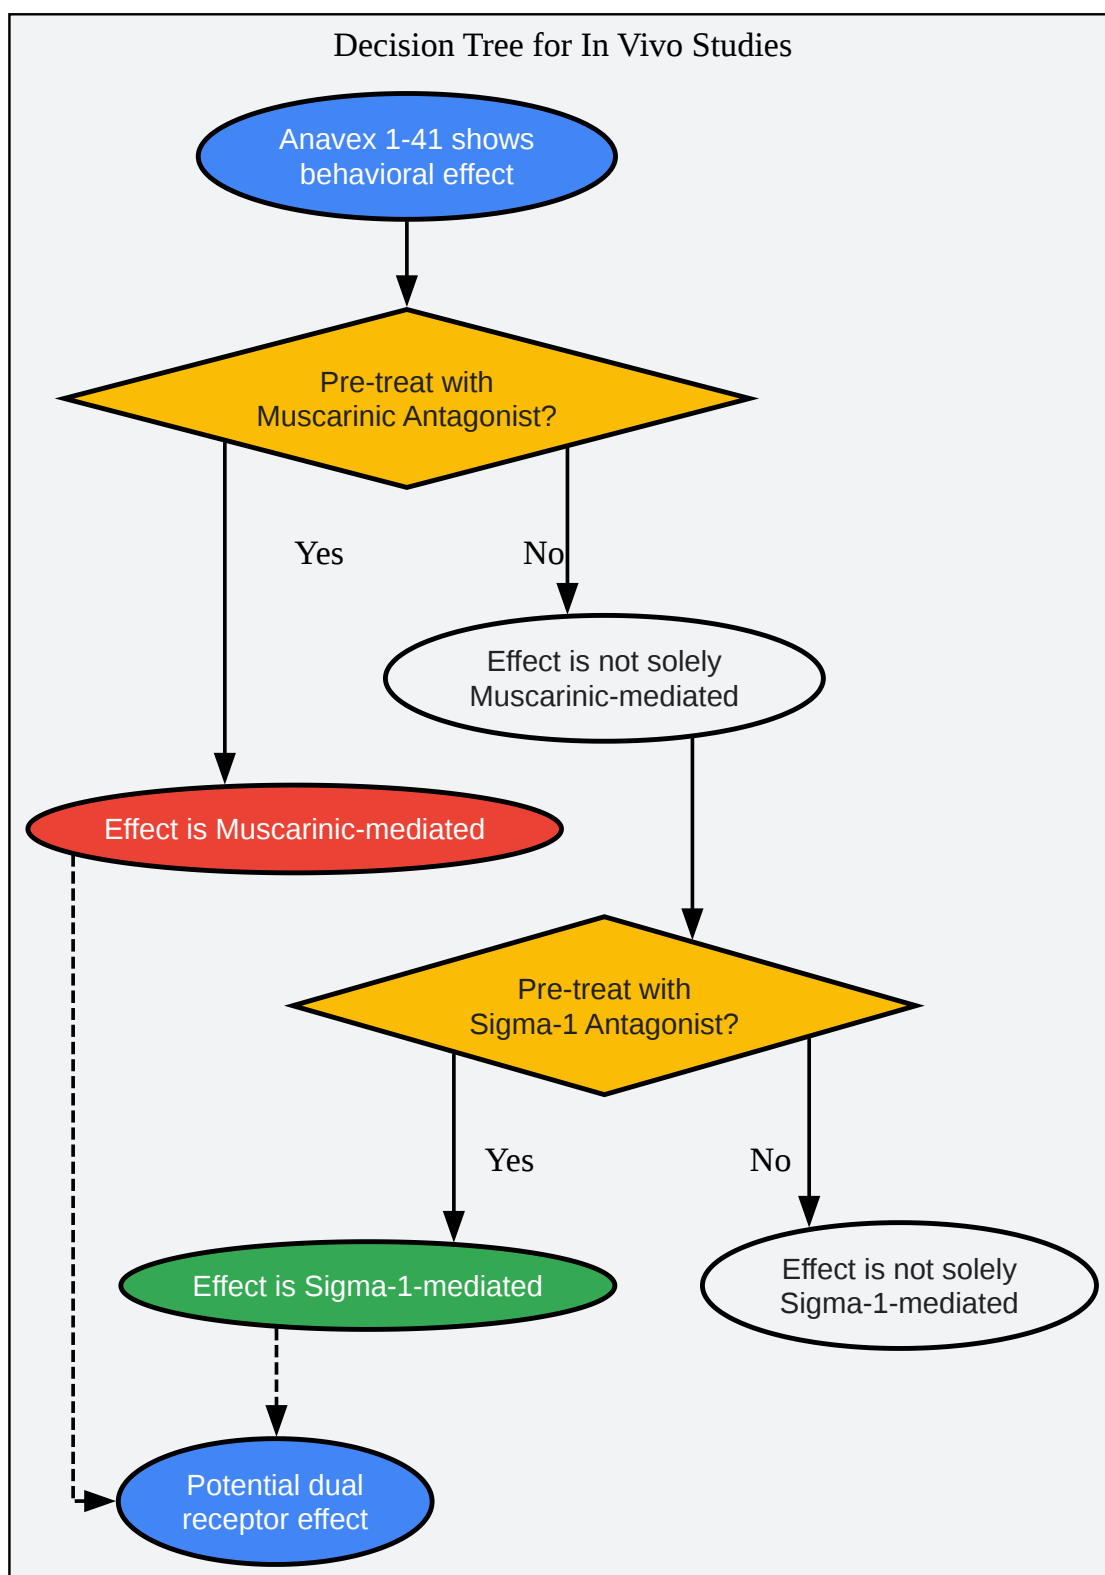 Decision Tree for In Vivo Studies
Anavex 1-41 shows
behavioral effect
Pre-treat with
Muscarinic Antagonist?
Yes
No
Effect is not solely
Muscarinic-mediated
Effect is Muscarinic-mediated
Pre-treat with
Sigma-1 Antagonist?
Yes
No
Effect is Sigma-1-mediated
Effect is not solely
Sigma-1-mediated
Potential dual
receptor effect